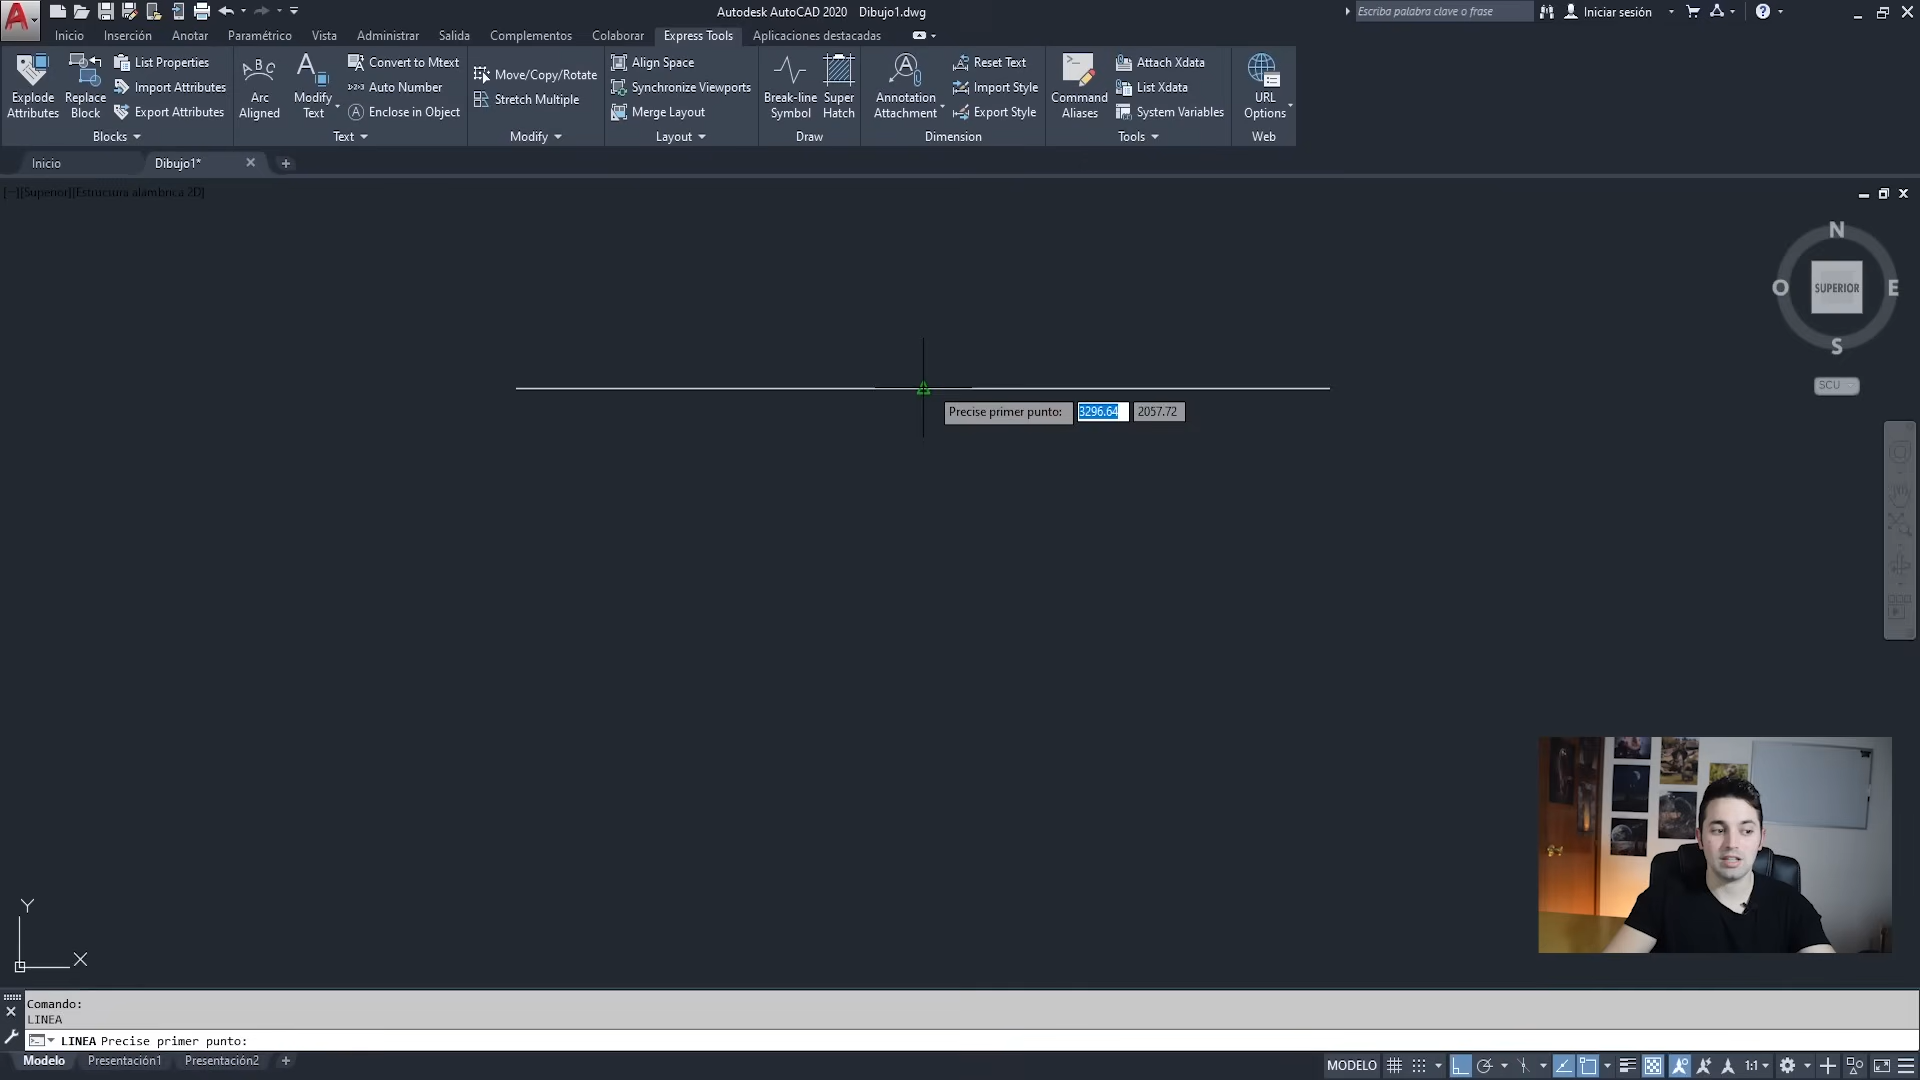 Autodesk AutoCAD 2020 Dibujo1.dwg
Escriba palabra clave o frase
Iniciar sesión
Inicio Inserción Anotar Paramétrico Vista Administrar Salida Complementos Colaborar Express Tools Aplicaciones destacadas
Explode Attributes
Replace Block
List Properties
Import Attributes
Export Attributes
Blocks
Arc Aligned
Modify Text
Convert to Mtext
Auto Number
Enclose in Object
Text
Move/Copy/Rotate
Stretch Multiple
Modify
Align Space
Synchronize Viewports
Merge Layout
Layout
Break-line Symbol
Super Hatch
Draw
Annotation Attachment
Reset Text
Import Style
Export Style
Dimension
Command Aliases
Attach Xdata
List Xdata
System Variables
Tools
URL Options
Web
Inicio
Dibujo1*
[−][Superior][Estructura alámbrica 2D]
N
O
SUPERIOR
E
S
SCU
Precise primer punto: 3296.64 2057.72
Y
X
Comando:
LINEA
LINEA Precise primer punto:
Modelo Presentación1 Presentación2
MODELO
1:1